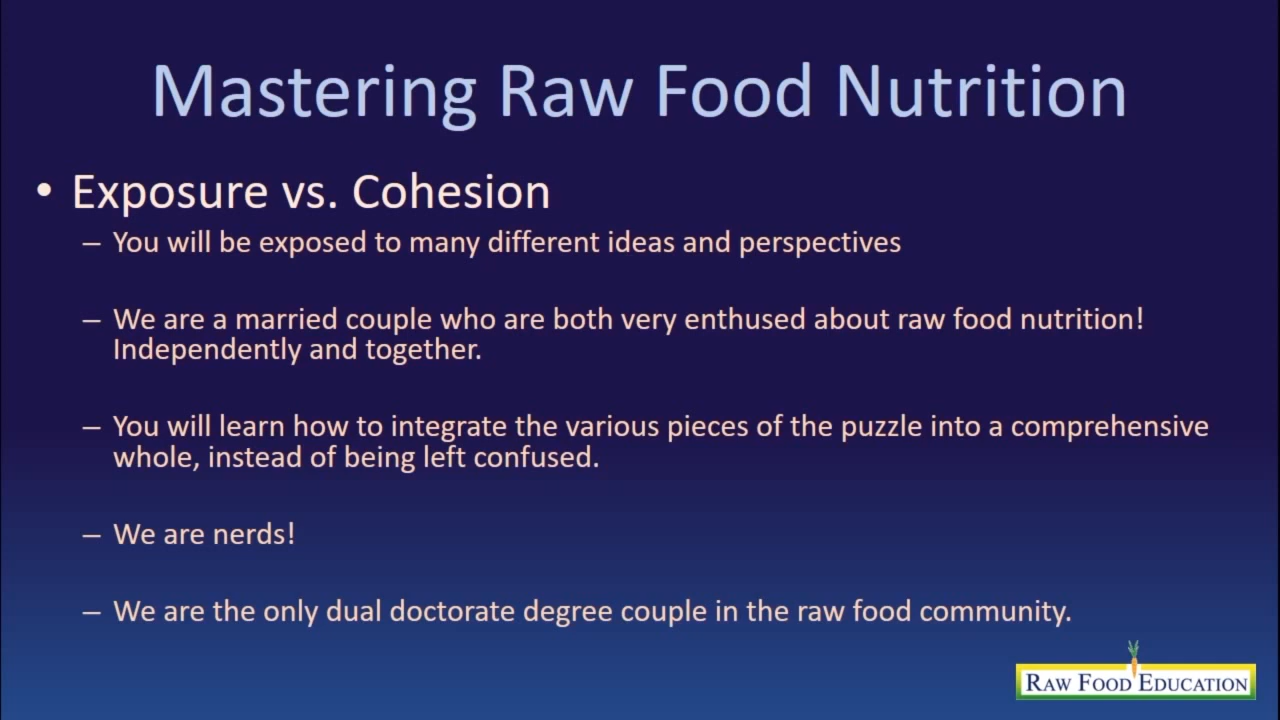 Mastering Raw Food Nutrition
• Exposure vs. Cohesion
– You will be exposed to many different ideas and perspectives
– We are a married couple who are both very enthused about raw food nutrition!
Independently and together.
– You will learn how to integrate the various pieces of the puzzle into a comprehensive
whole, instead of being left confused.
– We are nerds!
– We are the only dual doctorate degree couple in the raw food community.
RAW FOOD EDUCATION